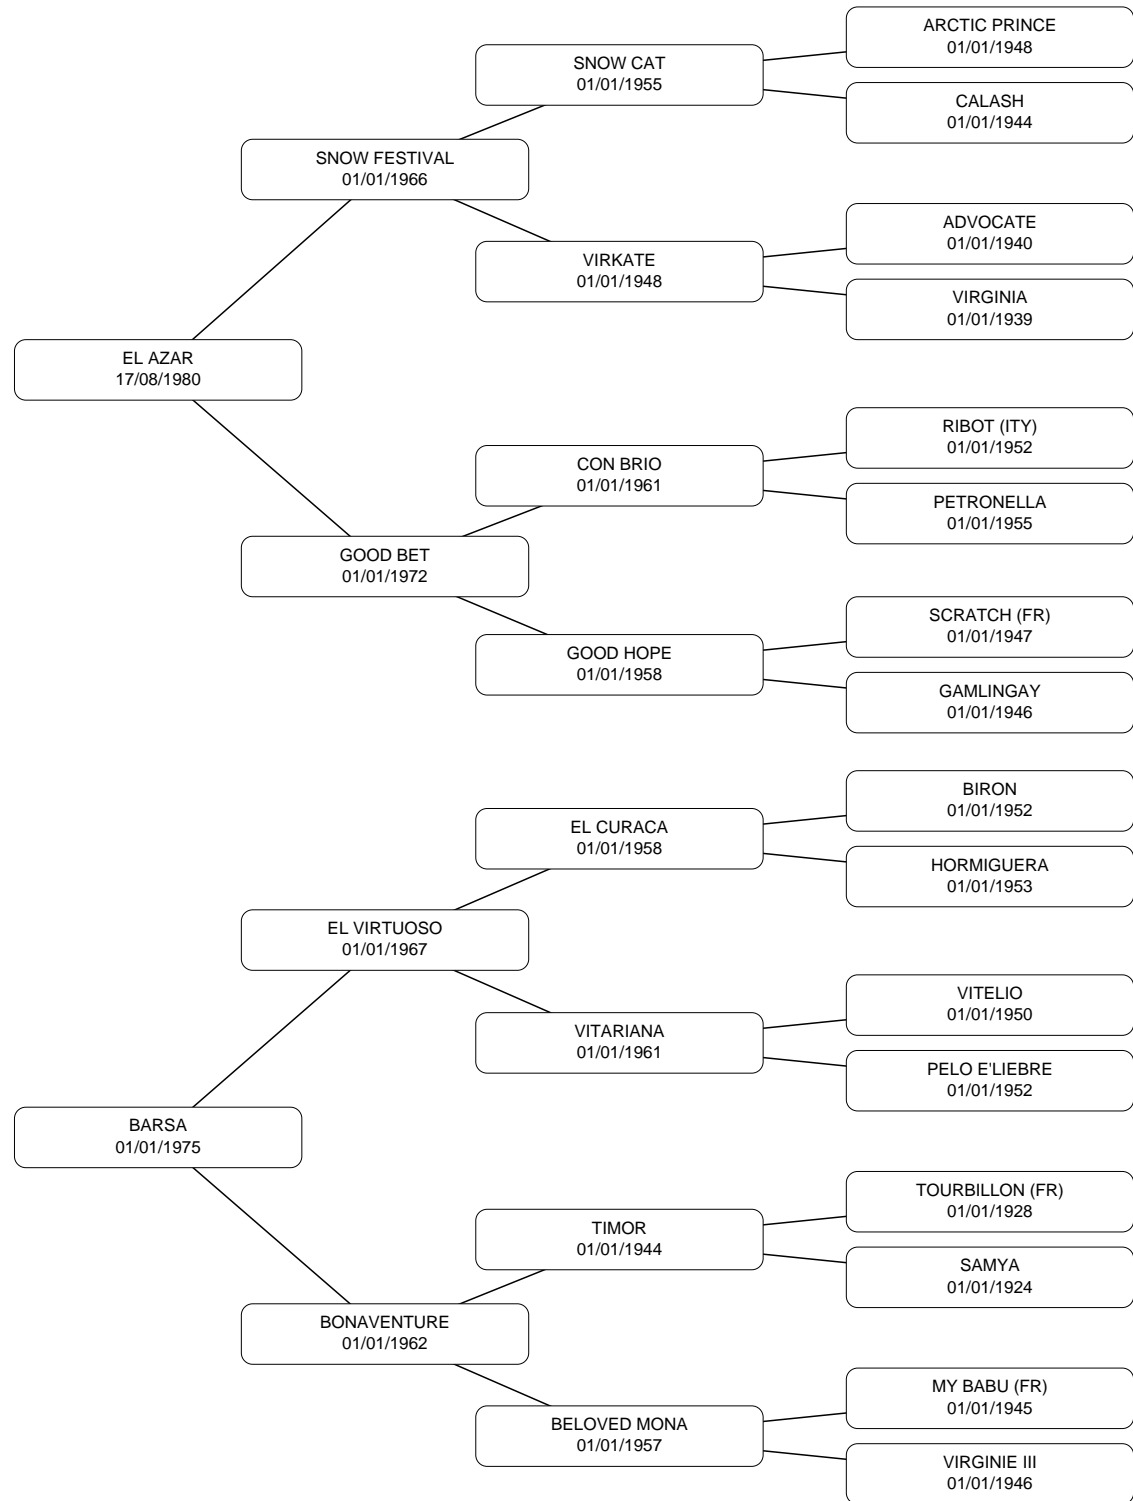 ARCTIC PRINCE
01/01/1948
SNOW CAT
01/01/1955
CALASH
01/01/1944
SNOW FESTIVAL
01/01/1966
ADVOCATE
01/01/1940
VIRKATE
01/01/1948
VIRGINIA
01/01/1939
EL AZAR
17/08/1980
RIBOT (ITY)
01/01/1952
CON BRIO
01/01/1961
PETRONELLA
01/01/1955
GOOD BET
01/01/1972
SCRATCH (FR)
01/01/1947
GOOD HOPE
01/01/1958
GAMLINGAY
01/01/1946
BIRON
01/01/1952
EL CURACA
01/01/1958
HORMIGUERA
01/01/1953
EL VIRTUOSO
01/01/1967
VITELIO
01/01/1950
VITARIANA
01/01/1961
PELO E'LIEBRE
01/01/1952
BARSA
01/01/1975
TOURBILLON (FR)
01/01/1928
TIMOR
01/01/1944
SAMYA
01/01/1924
BONAVENTURE
01/01/1962
MY BABU (FR)
01/01/1945
BELOVED MONA
01/01/1957
VIRGINIE III
01/01/1946